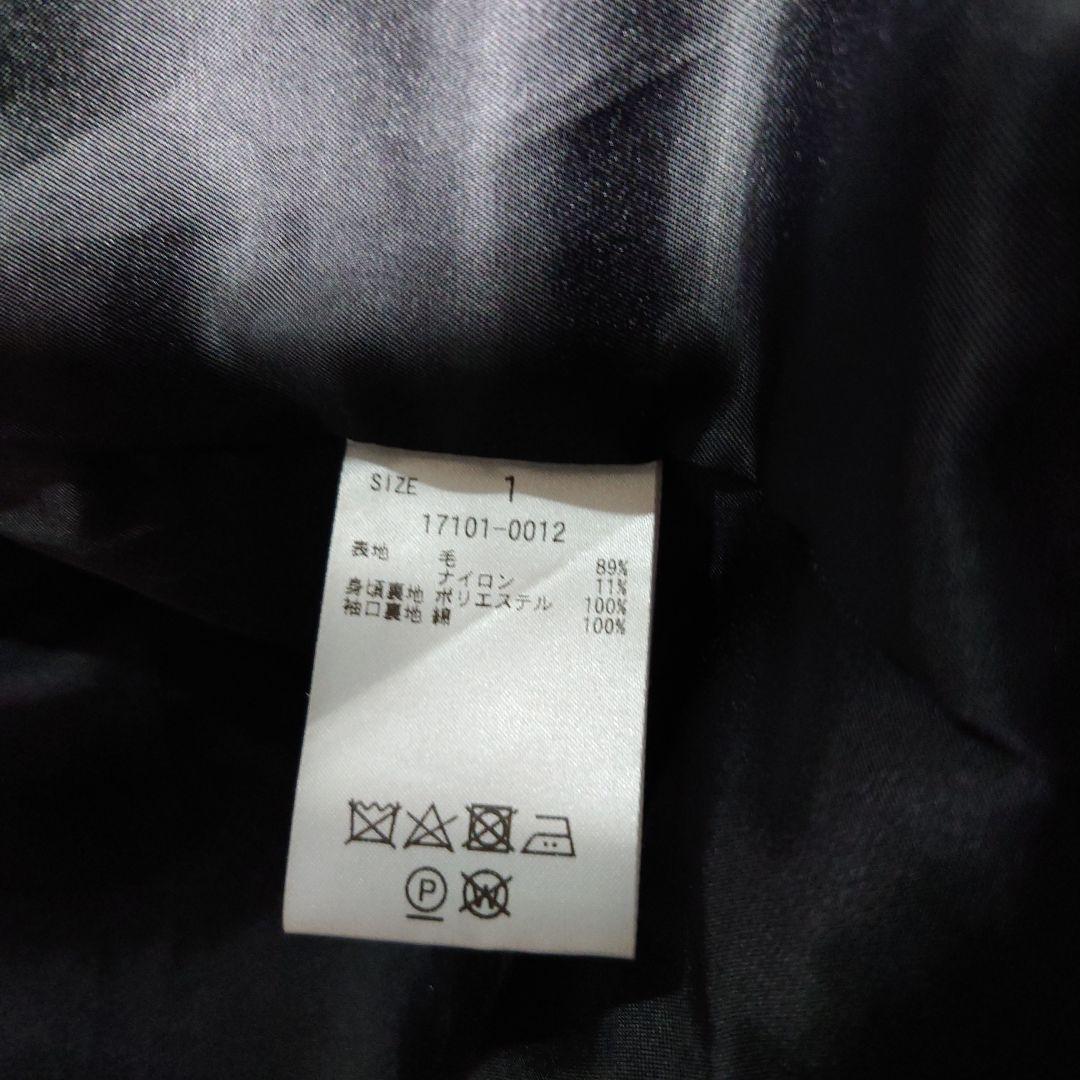 SIZE 1
17101-0012
表地 毛 89%
ナイロン 11%
身頃裏地 ポリエステル 100%
袖口裏地 綿 100%
P
W